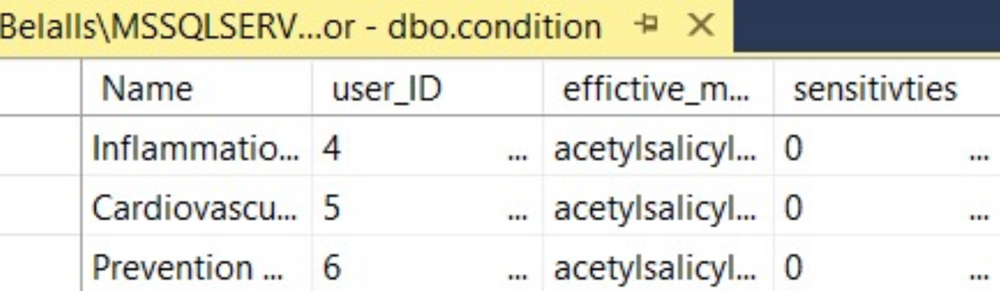 Belalls\MSSQLSERV...or - dbo.condition
Name user_ID effictive_m... sensitivties
Inflammatio... 4 ... acetylsalicyl... 0 ...
Cardiovascu... 5 ... acetylsalicyl... 0 ...
Prevention ... 6 ... acetylsalicyl... 0 ...